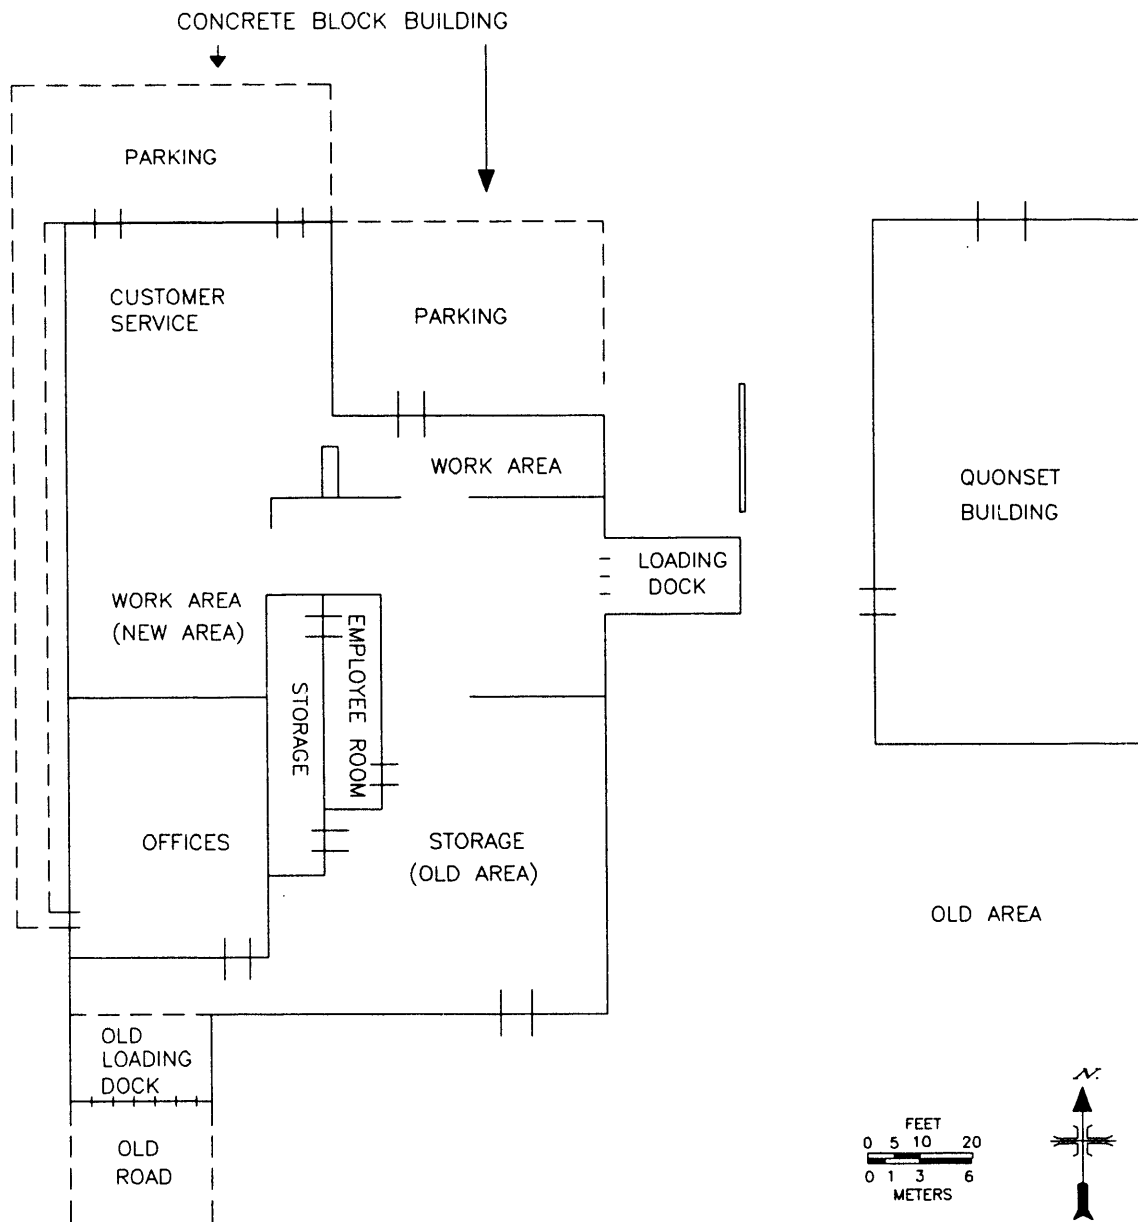 CONCRETE BLOCK BUILDING
PARKING
CUSTOMER
SERVICE
PARKING
WORK AREA
QUONSET
BUILDING
LOADING
DOCK
WORK AREA
(NEW AREA)
EMPLOYEE ROOM
STORAGE
OFFICES
STORAGE
(OLD AREA)
OLD AREA
OLD
LOADING
DOCK
OLD
ROAD
N.
FEET
0 5 10 20
0 1 3 6
METERS